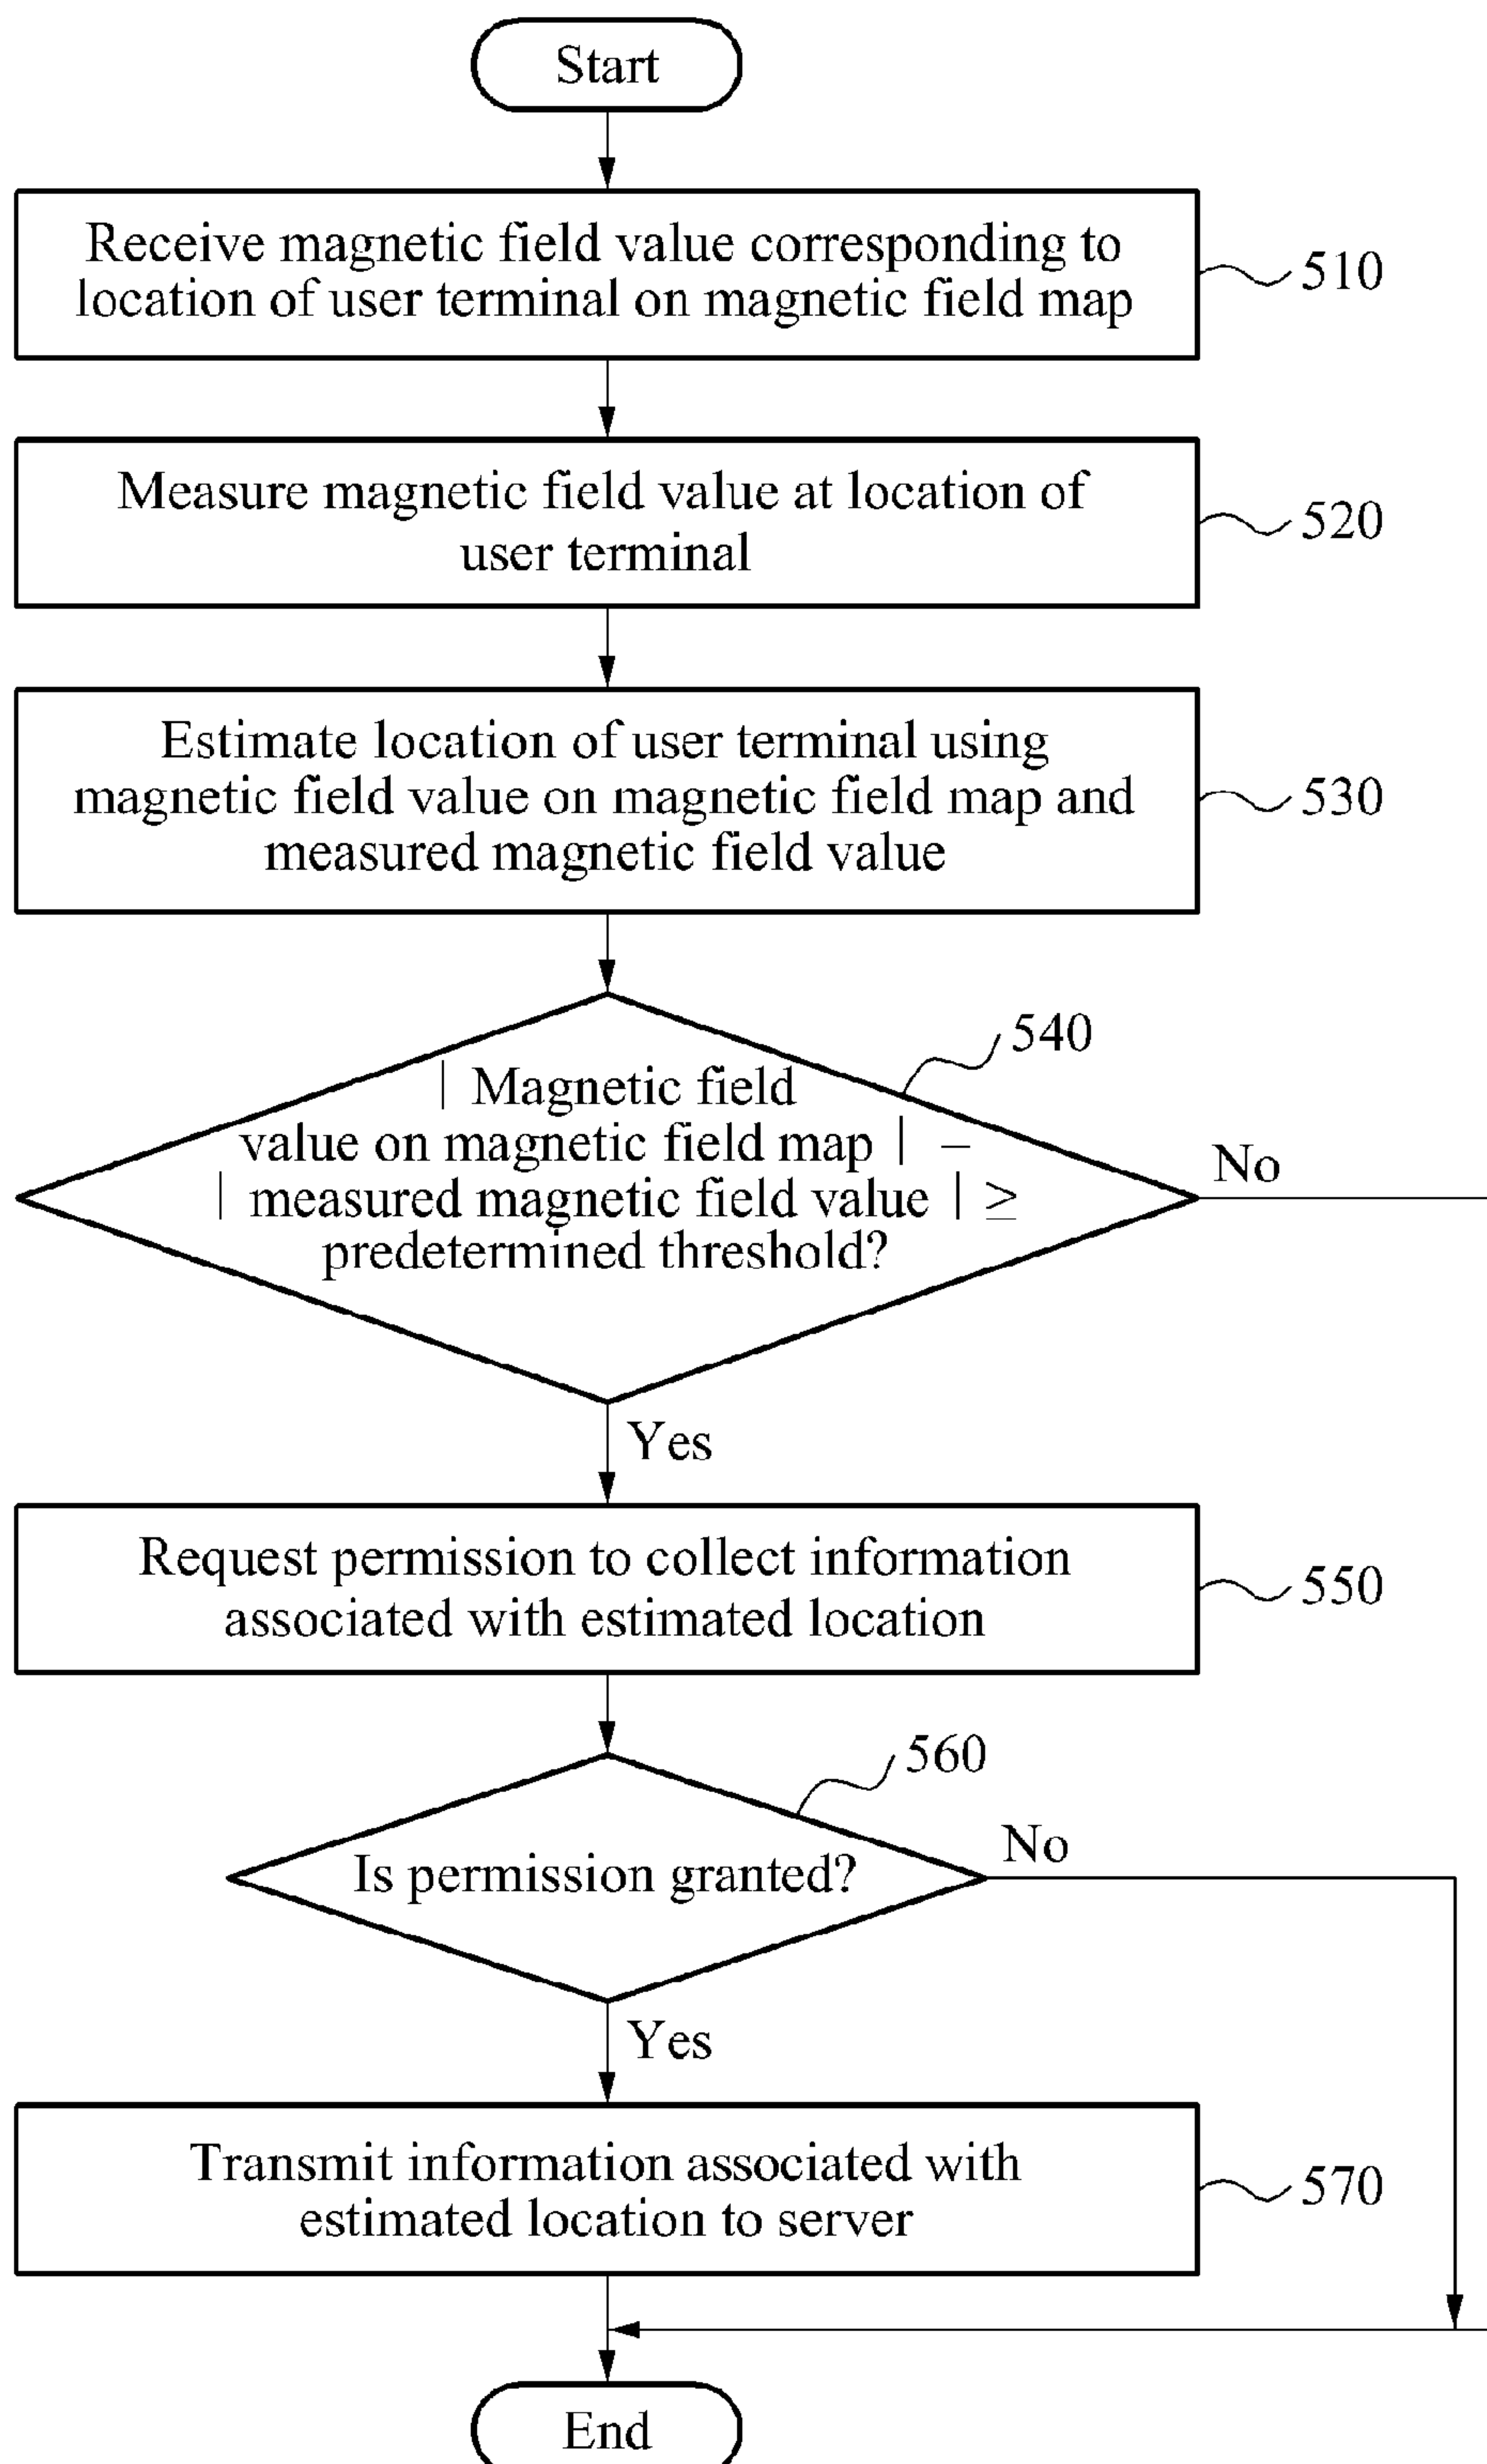 Start
Receive magnetic field value corresponding to
location of user terminal on magnetic field map
510
Measure magnetic field value at location of
user terminal
520
Estimate location of user terminal using
magnetic field value on magnetic field map and
measured magnetic field value
530
540
| Magnetic field
value on magnetic field map | –
| measured magnetic field value | ≥
predetermined threshold?
No
Yes
Request permission to collect information
associated with estimated location
550
560
Is permission granted?
No
Yes
Transmit information associated with
estimated location to server
570
End